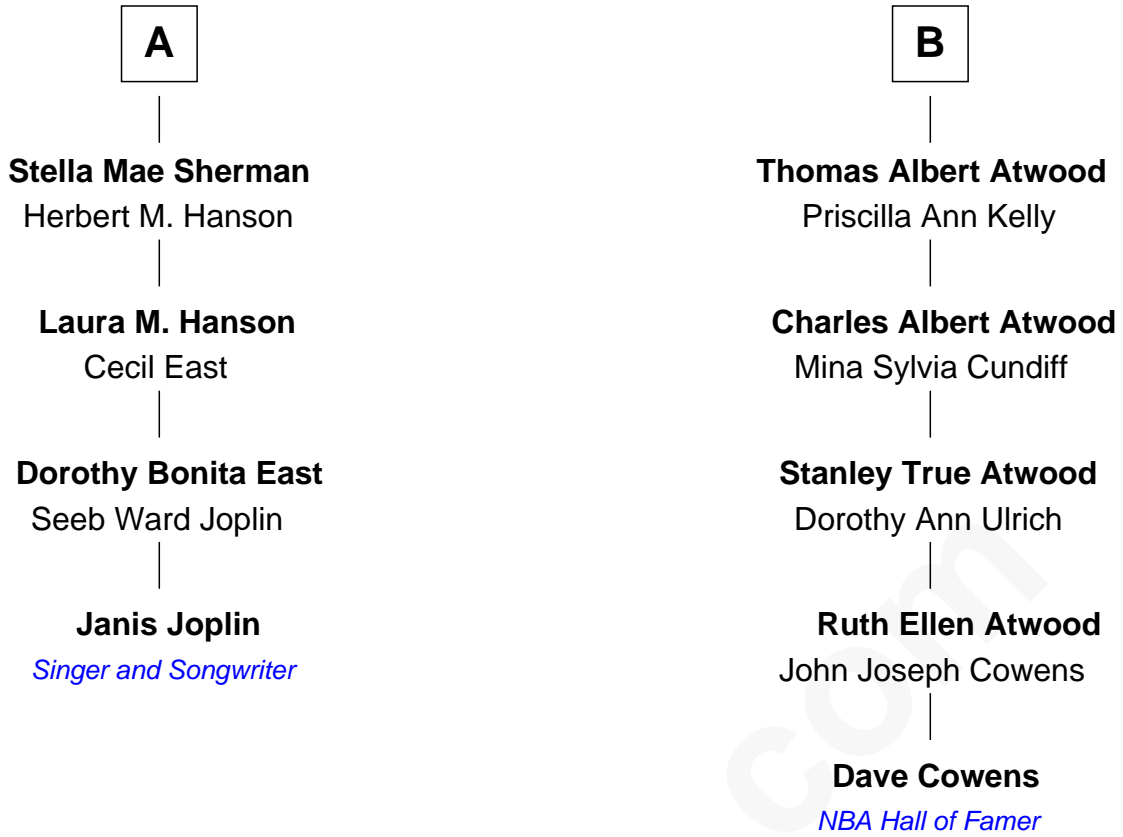 A
Stella Mae Sherman
Herbert M. Hanson
Laura M. Hanson
Cecil East
Dorothy Bonita East
Seeb Ward Joplin
Janis Joplin
Singer and Songwriter
B
Thomas Albert Atwood
Priscilla Ann Kelly
Charles Albert Atwood
Mina Sylvia Cundiff
Stanley True Atwood
Dorothy Ann Ulrich
Ruth Ellen Atwood
John Joseph Cowens
Dave Cowens
NBA Hall of Famer
com